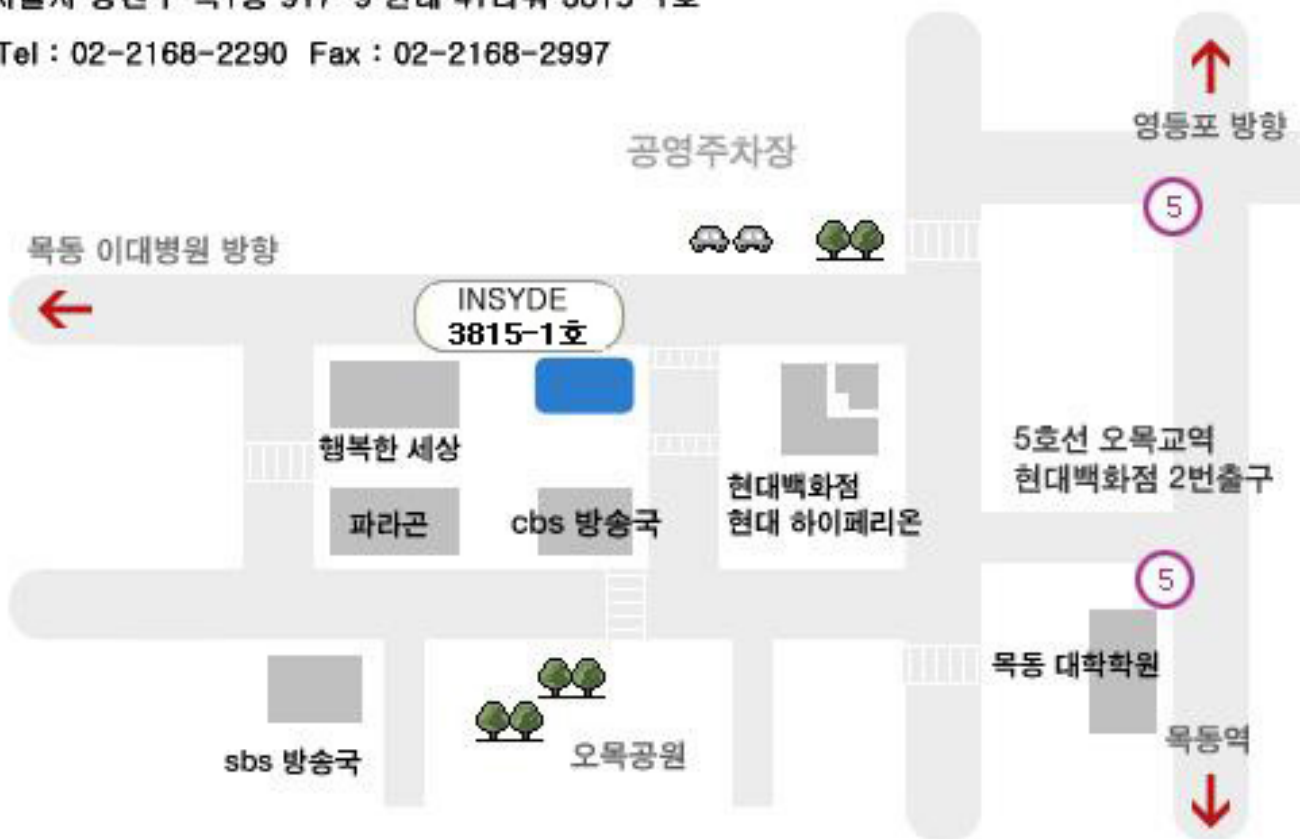 Tel : 02-2168-2290 Fax : 02-2168-2997
영등포 방향
공영주차장
5
목동 이대병원 방향
INSYDE
3815-1호
행복한 세상
5호선 오목교역
현대백화점 2번출구
현대백화점
현대 하이페리온
파라곤
cbs 방송국
5
목동 대학학원
목동역
sbs 방송국
오목공원